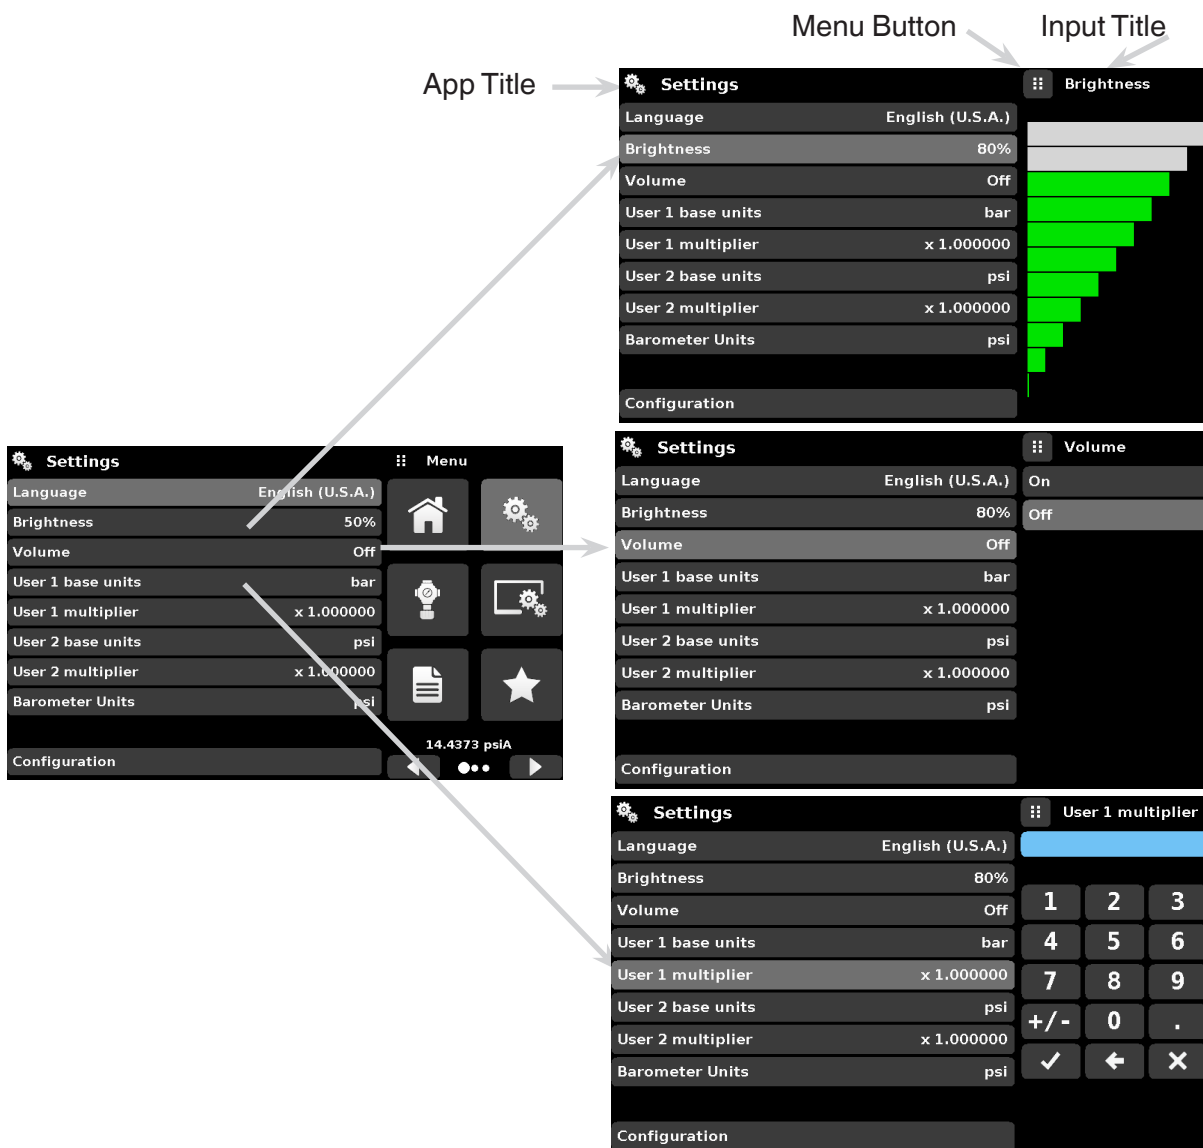 Menu Button
Input Title
App Title
Settings
Brightness
Language English (U.S.A.)
Brightness 80%
Volume Off
User 1 base units bar
User 1 multiplier x 1.000000
User 2 base units psi
User 2 multiplier x 1.000000
Barometer Units psi
Configuration
Settings
Menu
Language English (U.S.A.)
Brightness 50%
Volume Off
User 1 base units bar
User 1 multiplier x 1.000000
User 2 base units psi
User 2 multiplier x 1.000000
Barometer Units psi
14.4373 psiA
Configuration
Settings
Volume
Language English (U.S.A.)
On
Brightness 80%
Off
Volume Off
User 1 base units bar
User 1 multiplier x 1.000000
User 2 base units psi
User 2 multiplier x 1.000000
Barometer Units psi
Configuration
Settings
User 1 multiplier
Language English (U.S.A.)
Brightness 80%
Volume Off
User 1 base units bar
User 1 multiplier x 1.000000
User 2 base units psi
User 2 multiplier x 1.000000
Barometer Units psi
Configuration
1 2 3
4 5 6
7 8 9
+/- 0 .